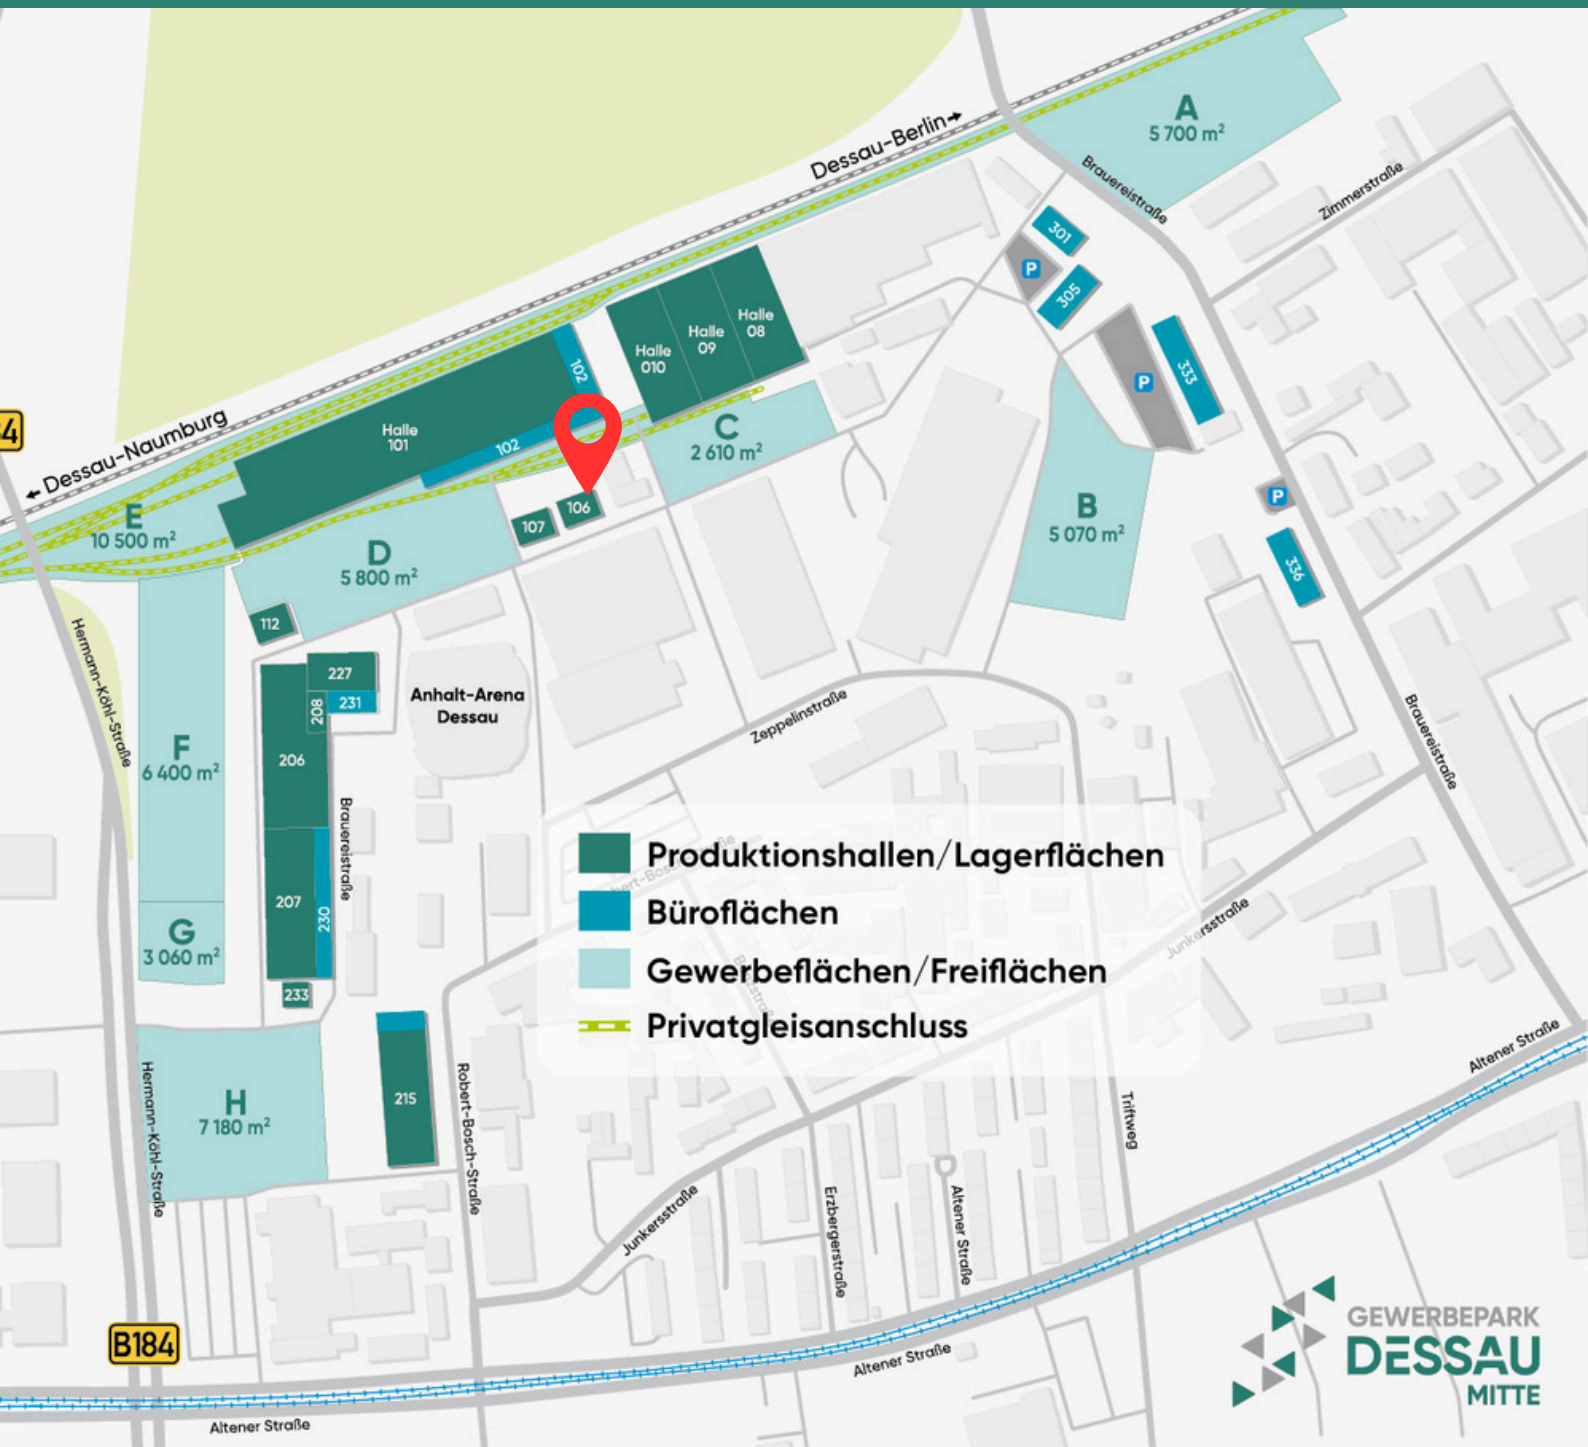 Dessau-Berlin
A
5 700 m²
Brauereistraße
Zimmerstraße
301
P
305
Halle
08
Halle
09
Halle
010
102
333
P
Halle
101
102
C
2 610 m²
Dessau-Naumburg
E
10 500 m²
106
107
B
5 070 m²
P
336
D
5 800 m²
112
Hermann-Köhl-Straße
227
208
231
Anhalt-Arena
Dessau
Zeppelinstraße
Brauereistraße
F
6 400 m²
206
Brauereistraße
207
230
G
3 060 m²
233
Produktionshallen/Lagerflächen
Büroflächen
Gewerbeflächen/Freiflächen
Privatgleisanschluss
Junkersstraße
Altener Straße
H
7 180 m²
215
Hermann-Köhl-Straße
Robert-Bosch-Straße
Triftweg
Junkersstraße
Erzbergerstraße
Altener Straße
B184
Altener Straße
Altener Straße
GEWERBEPARK
DESSAU
MITTE